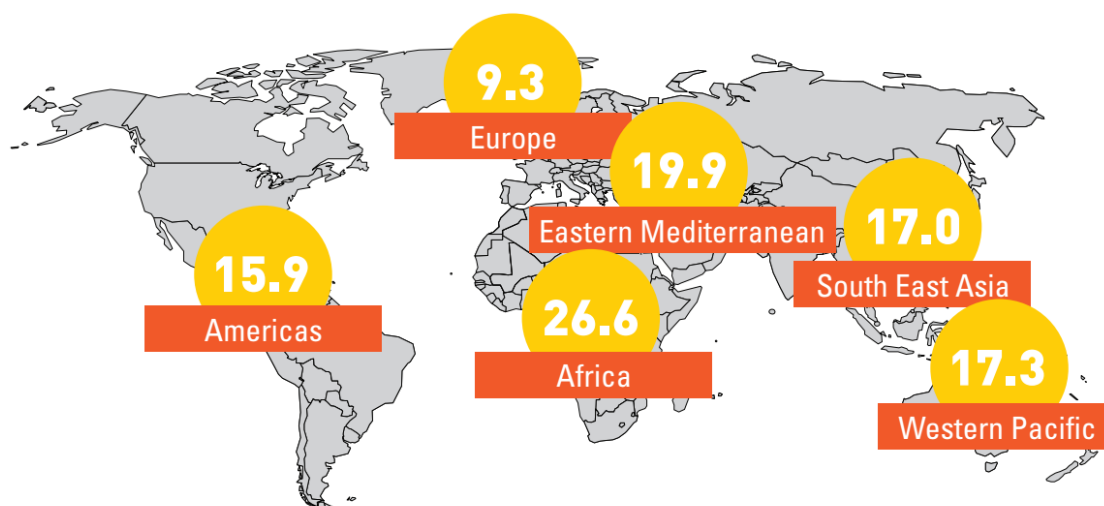 9.3
Europe
19.9
Eastern Mediterranean
17.0
South East Asia
15.9
Americas
26.6
Africa
17.3
Western Pacific